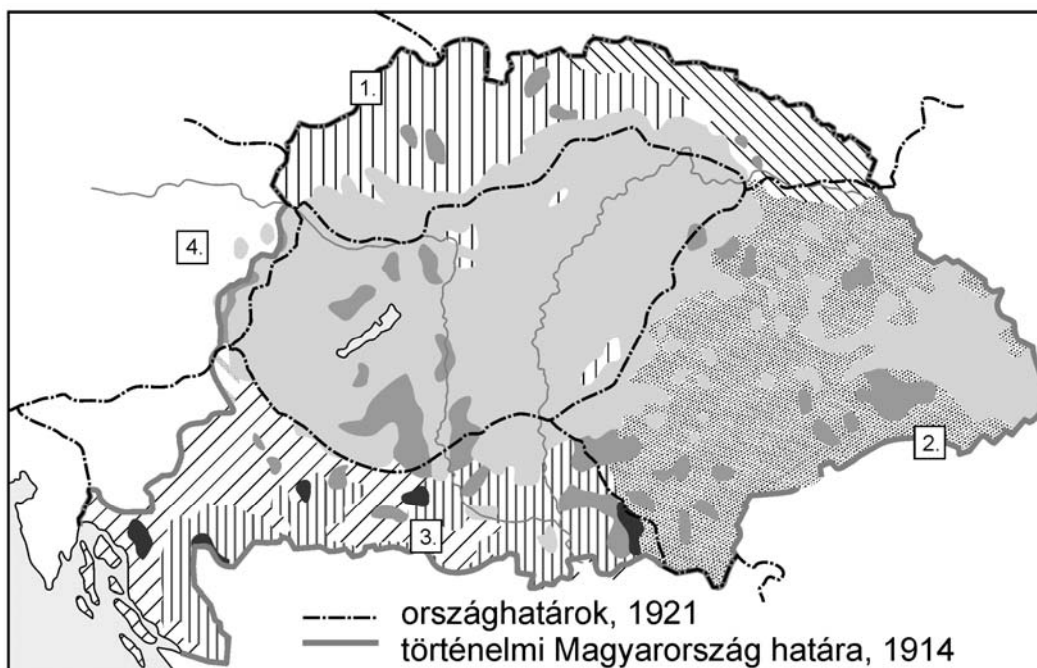 1.
4.
2.
3.
országhatárok, 1921
történelmi Magyarország határa, 1914